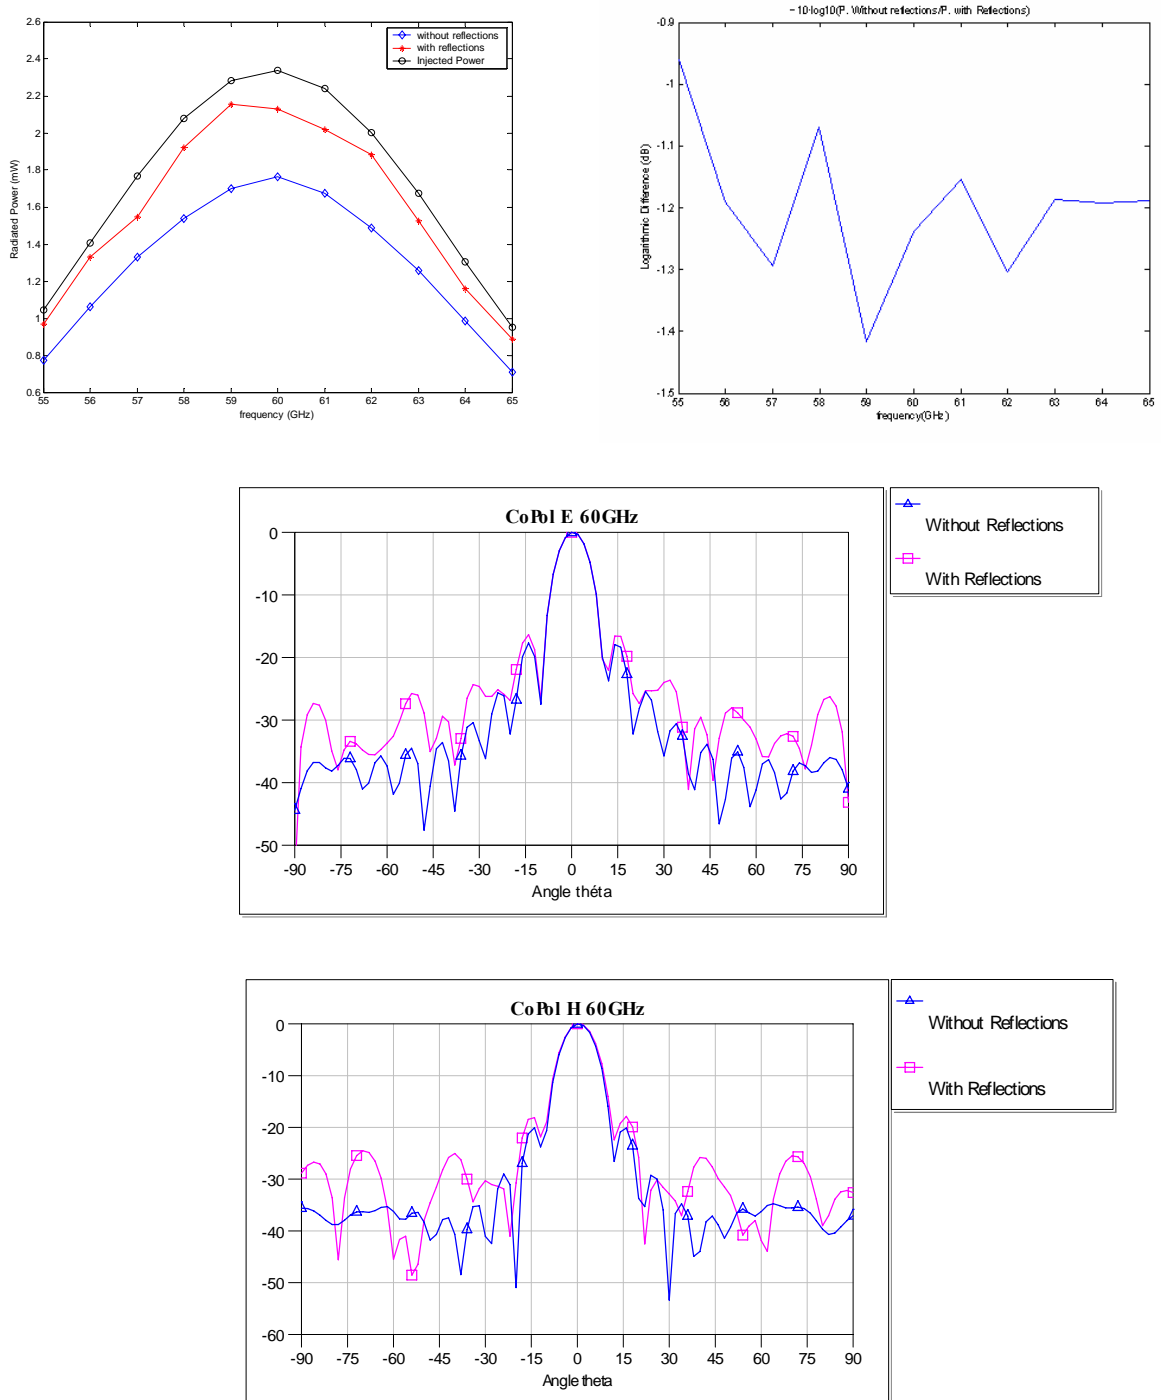 2.6
2.4
2.2
2
1.8
1.6
1.4
1.2
1
0.8
0.6
55 56 57 58 59 60 61 62 63 64 65
frequency (GHz)
Radiated Power (mW)
without reflections
with reflections
Injected Power
-10·log10(P. Without reflections/P. with Reflections)
-0.9
-1
-1.1
-1.2
-1.3
-1.4
-1.5
55 56 57 58 59 60 61 62 63 64 65
frequency(GHz)
Logarithmic Difference (dB)
CoPol E 60GHz
0
-10
-20
-30
-40
-50
-90 -75 -60 -45 -30 -15 0 15 30 45 60 75 90
Angle théta
Without Reflections
With Reflections
CoPol H 60GHz
0
-10
-20
-30
-40
-50
-60
-90 -75 -60 -45 -30 -15 0 15 30 45 60 75 90
Angle theta
Without Reflections
With Reflections